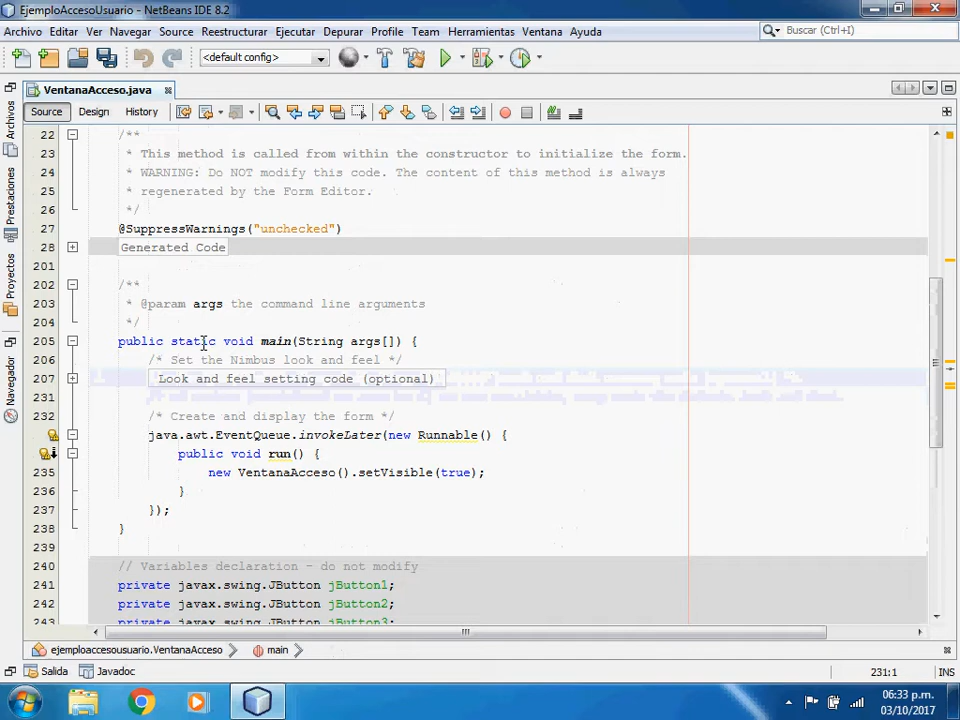 EjemploAccesoUsuario - NetBeans IDE 8.2
Archivo Editar Ver Navegar Source Reestructurar Ejecutar Depurar Profile Team Herramientas Ventana Ayuda
Buscar (Ctrl+I)
<default config>
VentanaAcceso.java
Source Design History
Archivos
Prestaciones
Proyectos
Navegador
22 /**
23 * This method is called from within the constructor to initialize the form.
24 * WARNING: Do NOT modify this code. The content of this method is always
25 * regenerated by the Form Editor.
26 */
27 @SuppressWarnings("unchecked")
28 Generated Code
201
202 /**
203 * @param args the command line arguments
204 */
205 public static void main(String args[]) {
206 /* Set the Nimbus look and feel */
207 Look and feel setting code (optional)
231
232 /* Create and display the form */
java.awt.EventQueue.invokeLater(new Runnable() {
public void run() {
235 new VentanaAcceso().setVisible(true);
236 }
237 });
238 }
239
240 // Variables declaration - do not modify
241 private javax.swing.JButton jButton1;
242 private javax.swing.JButton jButton2;
243 private javax.swing.JButton jButton3;
ejemploaccesousuario.VentanaAcceso main
Salida Javadoc
231:1 INS
06:33 p.m.
03/10/2017